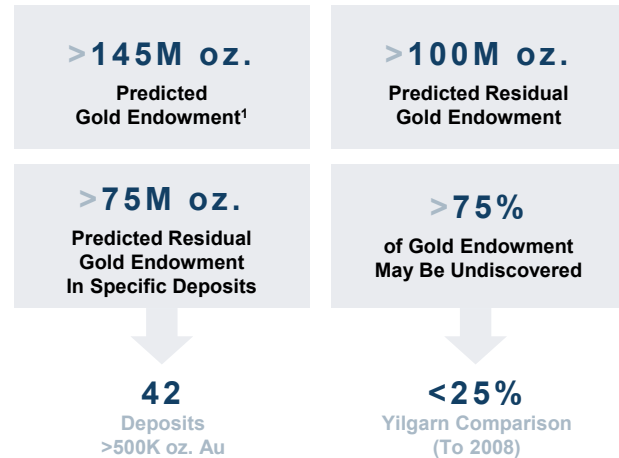 >145M oz.
Predicted
Gold Endowment¹
>100M oz.
Predicted Residual
Gold Endowment
>75M oz.
Predicted Residual
Gold Endowment
In Specific Deposits
>75%
of Gold Endowment
May Be Undiscovered
42
Deposits
>500K oz. Au
<25%
Yilgarn Comparison
(To 2008)